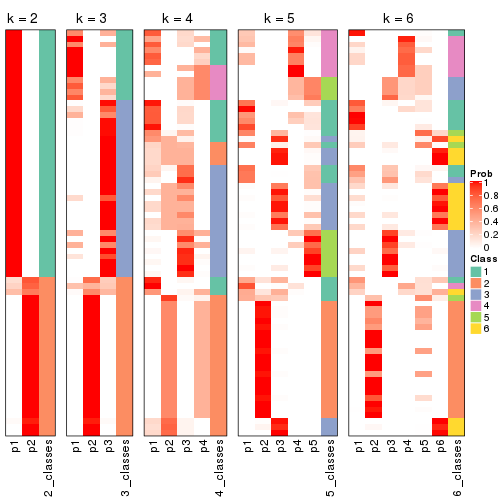 k = 2
k = 3
k = 4
k = 5
k = 6
p1
p2
2_classes
p1
p2
p3
3_classes
p1
p2
p3
p4
4_classes
p1
p2
p3
p4
p5
5_classes
p1
p2
p3
p4
p5
p6
6_classes
Prob
1
0.8
0.6
0.4
0.2
0
Class
1
2
3
4
5
6